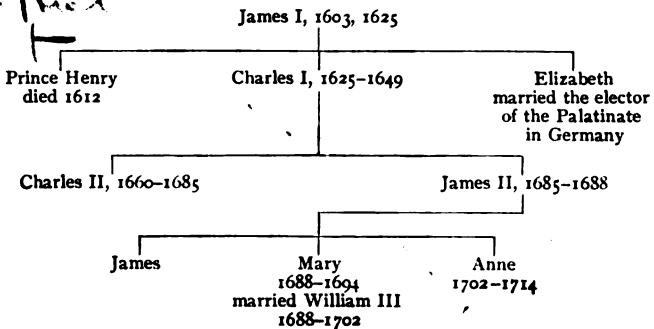 James I, 1603, 1625
Prince Henry
died 1612
Charles I, 1625–1649
Elizabeth
married the elector
of the Palatinate
in Germany
Charles II, 1660–1685
James II, 1685–1688
James
Mary
1688–1694
married William III
1688–1702
Anne
1702–1714